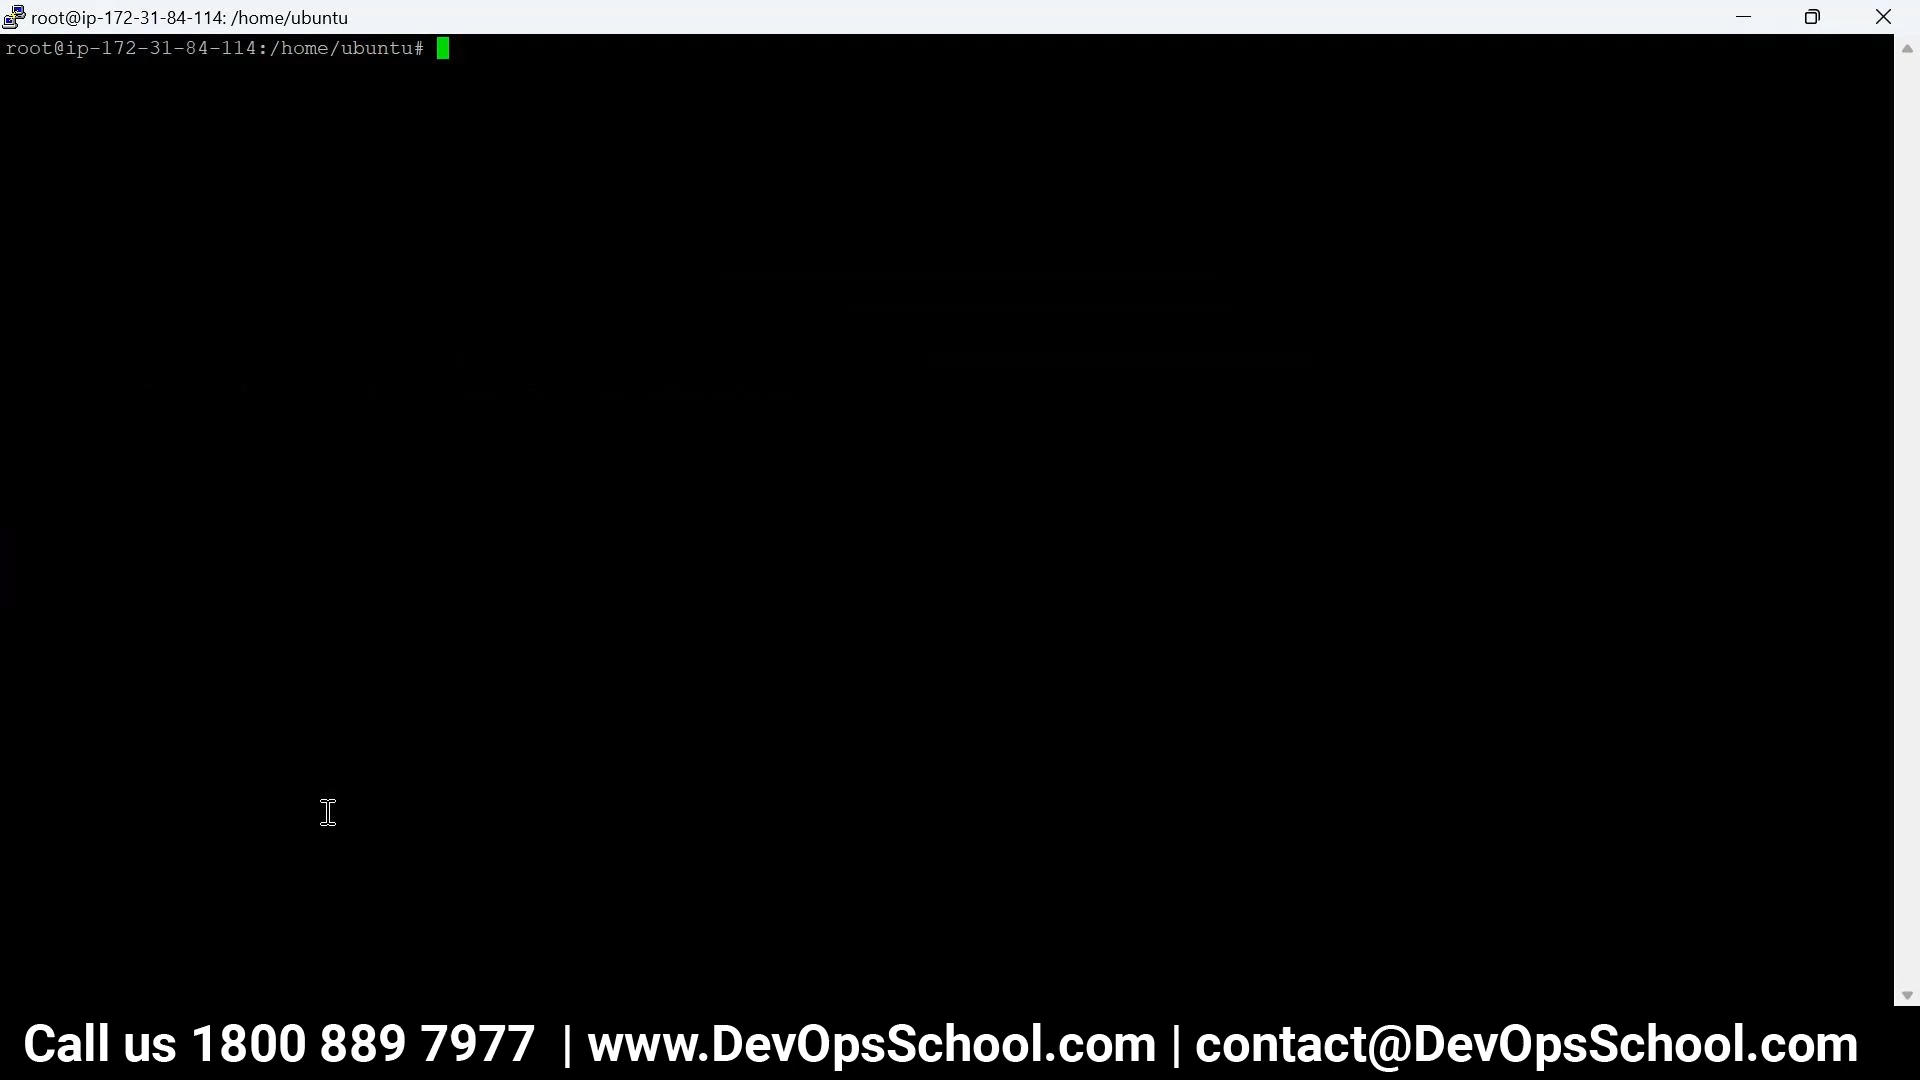 root@ip-172-31-84-114: /home/ubuntu
root@ip-172-31-84-114:/home/ubuntu#
Call us 1800 889 7977 | www.DevOpsSchool.com | contact@DevOpsSchool.com